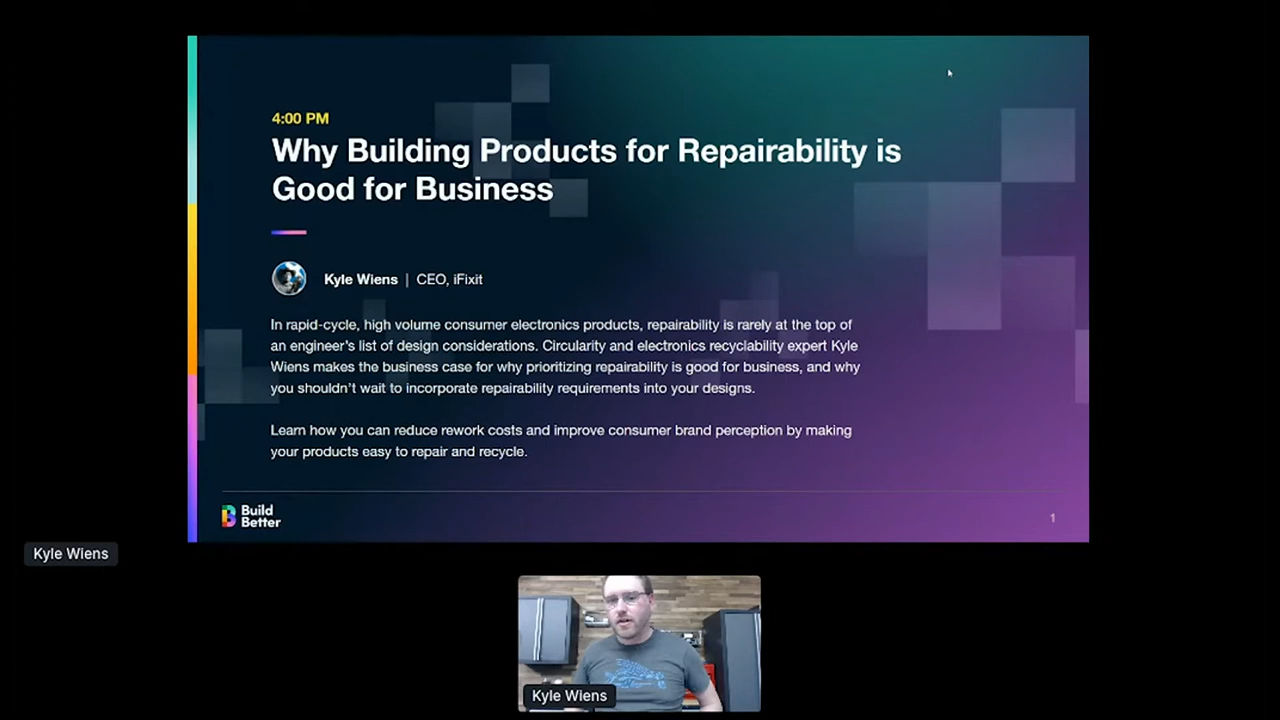 4:00 PM
Why Building Products for Repairability is
Good for Business
Kyle Wiens | CEO, iFixit
In rapid-cycle, high volume consumer electronics products, repairability is rarely at the top of
an engineer's list of design considerations. Circularity and electronics recyclability expert Kyle
Wiens makes the business case for why prioritizing repairability is good for business, and why
you shouldn't wait to incorporate repairability requirements into your designs.
Learn how you can reduce rework costs and improve consumer brand perception by making
your products easy to repair and recycle.
Build
Better
1
Kyle Wiens
Kyle Wiens